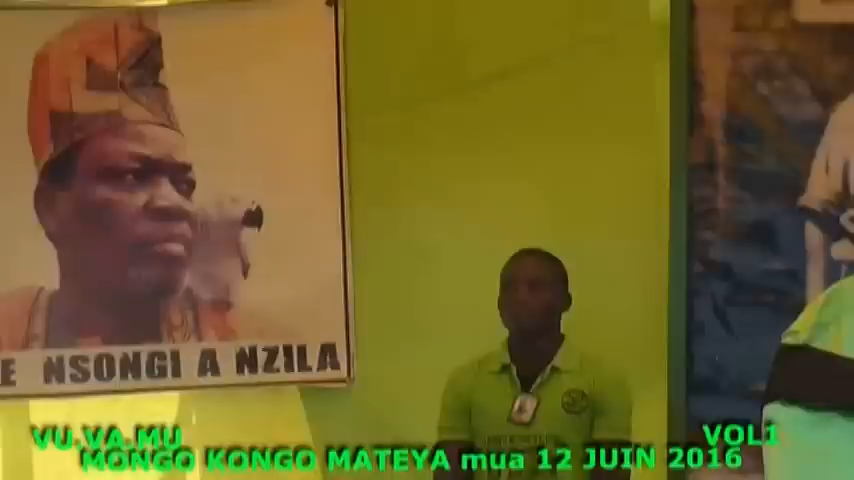 E NSONGI A NZILA
VU.VA.MU
VOL1
MONGO KONGO MATEYA mua 12 JUIN 2016